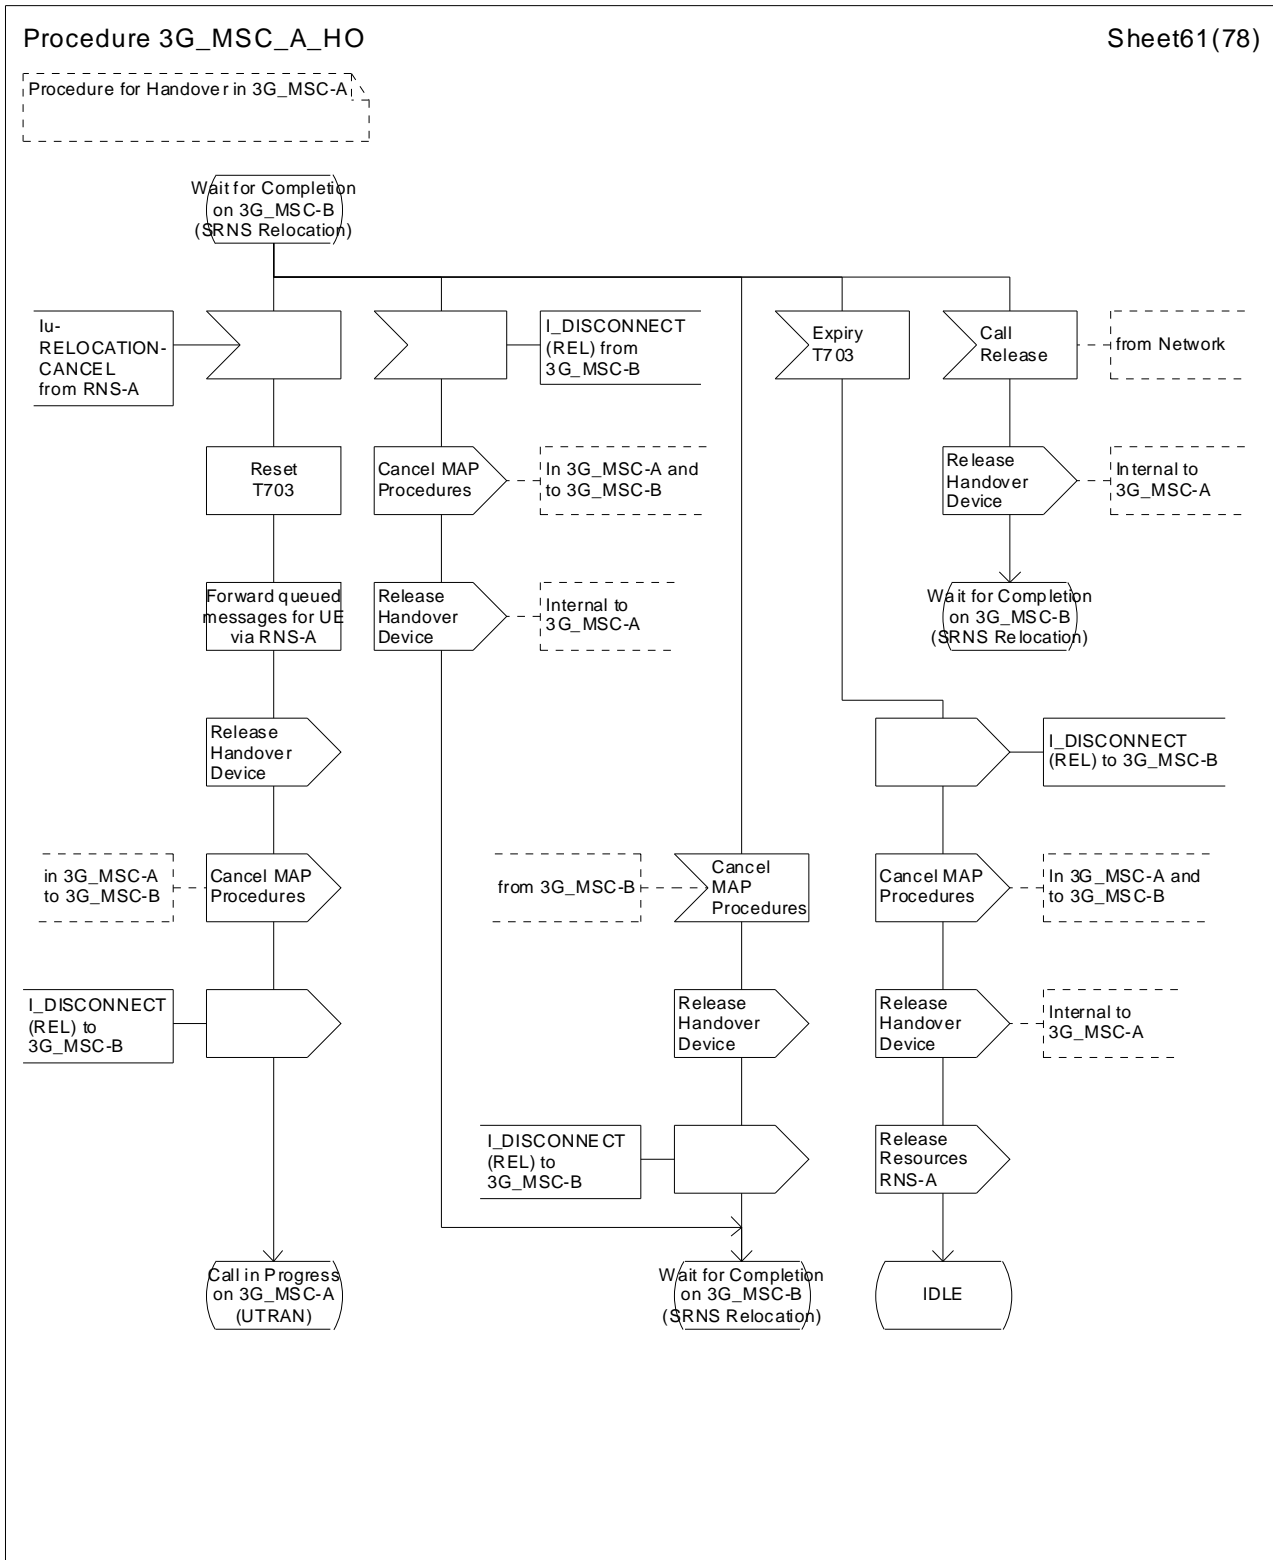 Procedure 3G_MSC_A_HO
Sheet61(78)
Procedure for Handover in 3G_MSC-A
Wait for Completion
on 3G_MSC-B
(SRNS Relocation)
Iu-
RELOCATION-
CANCEL
from RNS-A
I_DISCONNECT
(REL) from
3G_MSC-B
Expiry
T703
Call
Release
from Network
Reset
T703
Cancel MAP
Procedures
In 3G_MSC-A and
to 3G_MSC-B
Release
Handover
Device
Internal to
3G_MSC-A
Forward queued
messages for UE
via RNS-A
Release
Handover
Device
Internal to
3G_MSC-A
Wait for Completion
on 3G_MSC-B
(SRNS Relocation)
Release
Handover
Device
I_DISCONNECT
(REL) to 3G_MSC-B
in 3G_MSC-A
to 3G_MSC-B
Cancel MAP
Procedures
from 3G_MSC-B
Cancel
MAP
Procedures
Cancel MAP
Procedures
In 3G_MSC-A and
to 3G_MSC-B
I_DISCONNECT
(REL) to
3G_MSC-B
Release
Handover
Device
Release
Handover
Device
Internal to
3G_MSC-A
I_DISCONNECT
(REL) to
3G_MSC-B
Release
Resources
RNS-A
Call in Progress
on 3G_MSC-A
(UTRAN)
Wait for Completion
on 3G_MSC-B
(SRNS Relocation)
IDLE